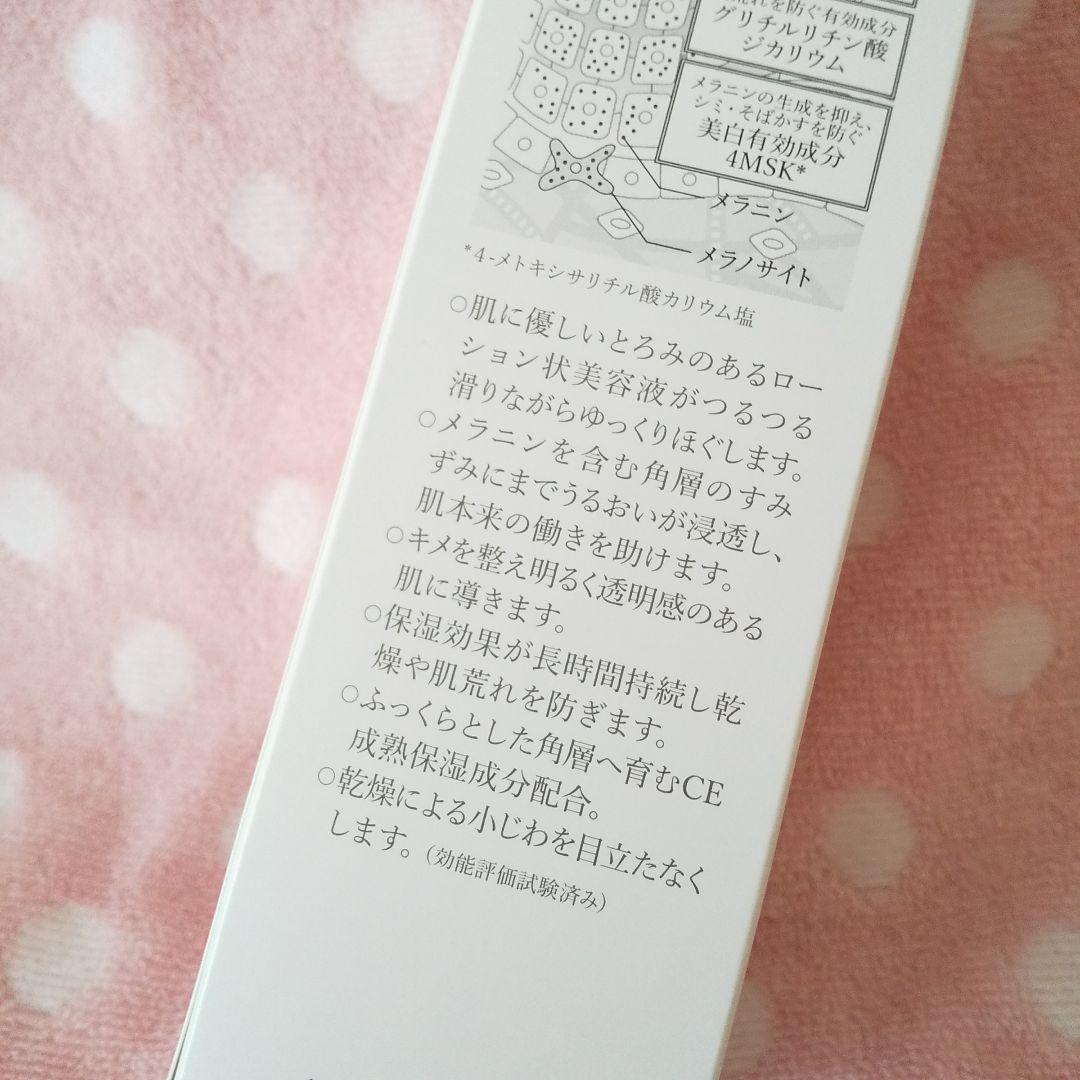 れを防ぐ有効成分
グリチルリチン酸
ジカリウム
メラニンの生成を抑え、
シミ・そばかすを防ぐ
美白有効成分
4MSK*
メラニン
メラノサイト
*4-メトキシサリチル酸カリウム塩
○肌に優しいとろみのあるロー
ション状美容液がつるつる
滑りながらゆっくりほぐします。
○メラニンを含む角層のすみ
ずみにまでうるおいが浸透し、
肌本来の働きを助けます。
○キメを整え明るく透明感のある
肌に導きます。
○保湿効果が長時間持続し乾
燥や肌荒れを防ぎます。
○ふっくらとした角層へ育むCE
成熟保湿成分配合。
○乾燥による小じわを目立たなく
します。(効能評価試験済み)